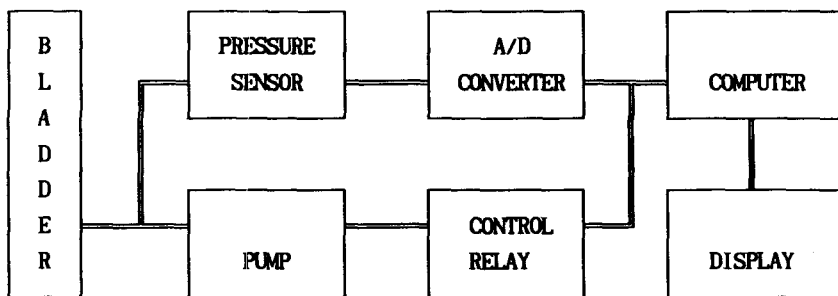 B
L
A
D
D
E
R
PRESSURE
SENSOR
A/D
CONVERTER
COMPUTER
PUMP
CONTROL
RELAY
DISPLAY